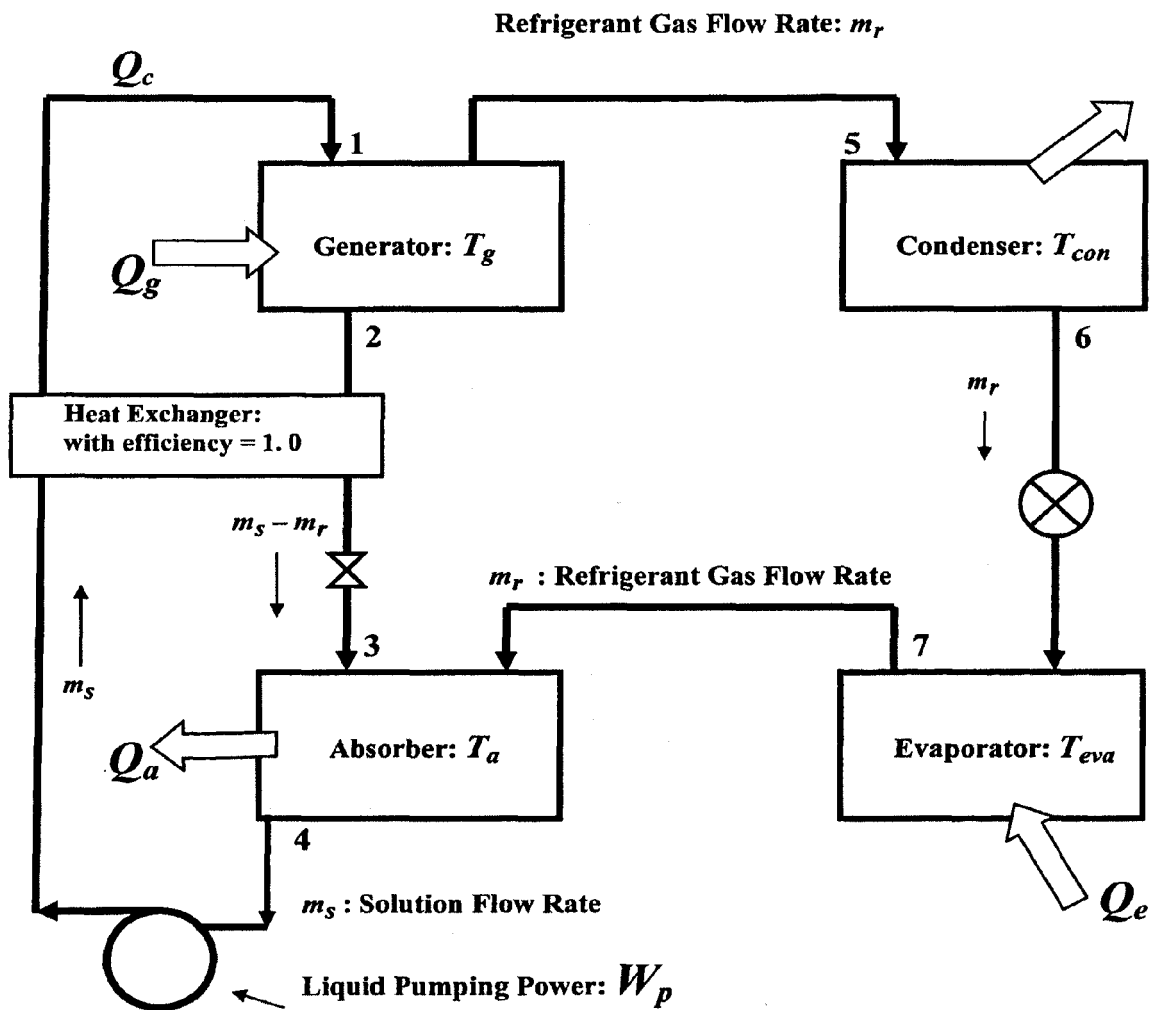 Refrigerant Gas Flow Rate: m_r
Q_c
1
5
Generator: T_g
Condenser: T_con
Q_g
2
6
m_r
Heat Exchanger:
with efficiency = 1. 0
m_s – m_r
m_r : Refrigerant Gas Flow Rate
3
7
m_s
Absorber: T_a
Evaporator: T_eva
Q_a
4
m_s : Solution Flow Rate
Q_e
Liquid Pumping Power: W_p